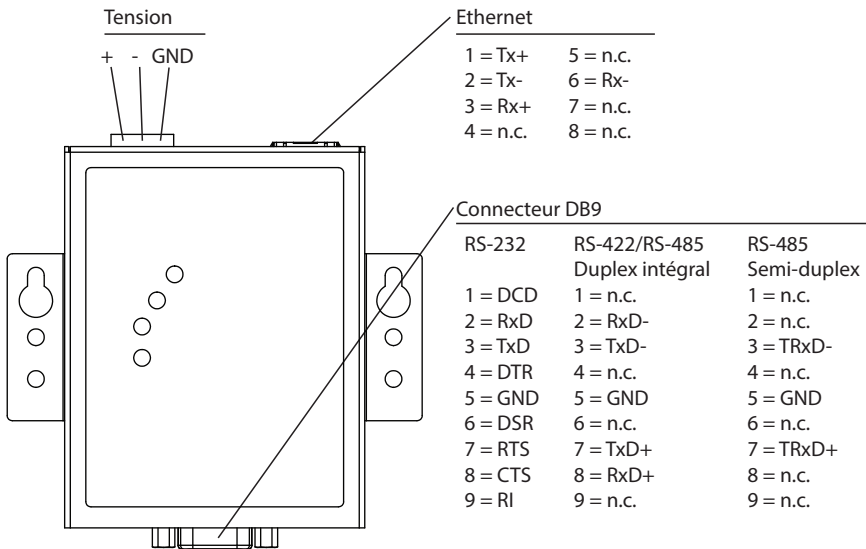 Tension
+ - GND
Ethernet
1 = Tx+ 5 = n.c.
2 = Tx- 6 = Rx-
3 = Rx+ 7 = n.c.
4 = n.c. 8 = n.c.
Connecteur DB9
RS-232 RS-422/RS-485 RS-485
Duplex intégral Semi-duplex
1 = DCD 1 = n.c. 1 = n.c.
2 = RxD 2 = RxD- 2 = n.c.
3 = TxD 3 = TxD- 3 = TRxD-
4 = DTR 4 = n.c. 4 = n.c.
5 = GND 5 = GND 5 = GND
6 = DSR 6 = n.c. 6 = n.c.
7 = RTS 7 = TxD+ 7 = TRxD+
8 = CTS 8 = RxD+ 8 = n.c.
9 = RI 9 = n.c. 9 = n.c.